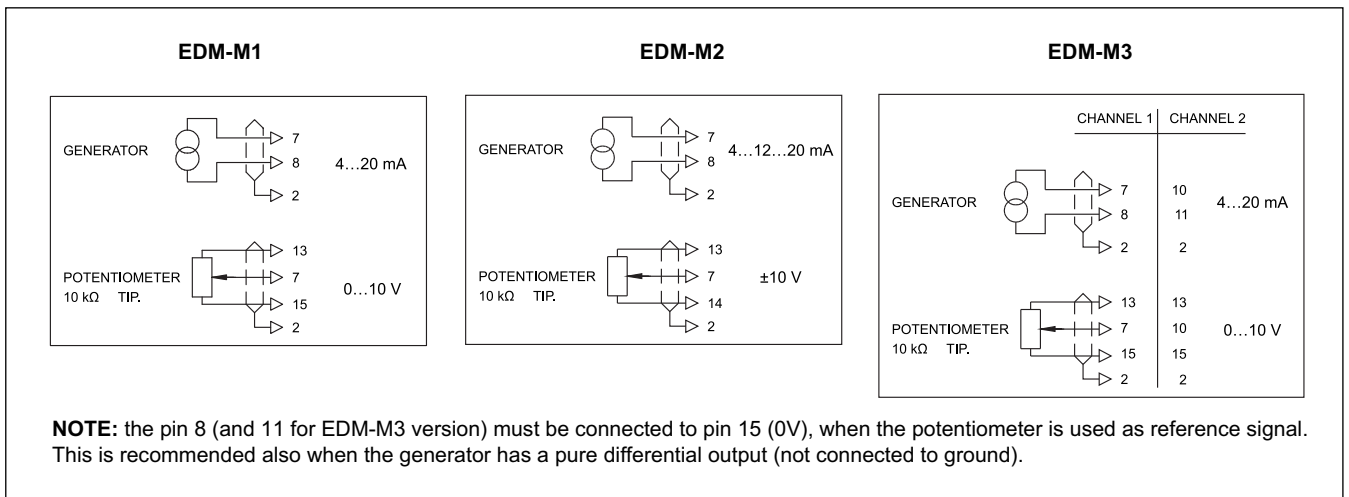 EDM-M1
GENERATOR
7
8
2
4...20 mA
POTENTIOMETER
10 kΩ TIP.
13
7
15
2
0...10 V
EDM-M2
GENERATOR
7
8
2
4...12...20 mA
POTENTIOMETER
10 kΩ TIP.
13
7
14
2
±10 V
EDM-M3
CHANNEL 1 CHANNEL 2
GENERATOR
7 10
8 11
2 2
4...20 mA
POTENTIOMETER
10 kΩ TIP.
13 13
7 10
15 15
2 2
0...10 V
NOTE: the pin 8 (and 11 for EDM-M3 version) must be connected to pin 15 (0V), when the potentiometer is used as reference signal.
This is recommended also when the generator has a pure differential output (not connected to ground).